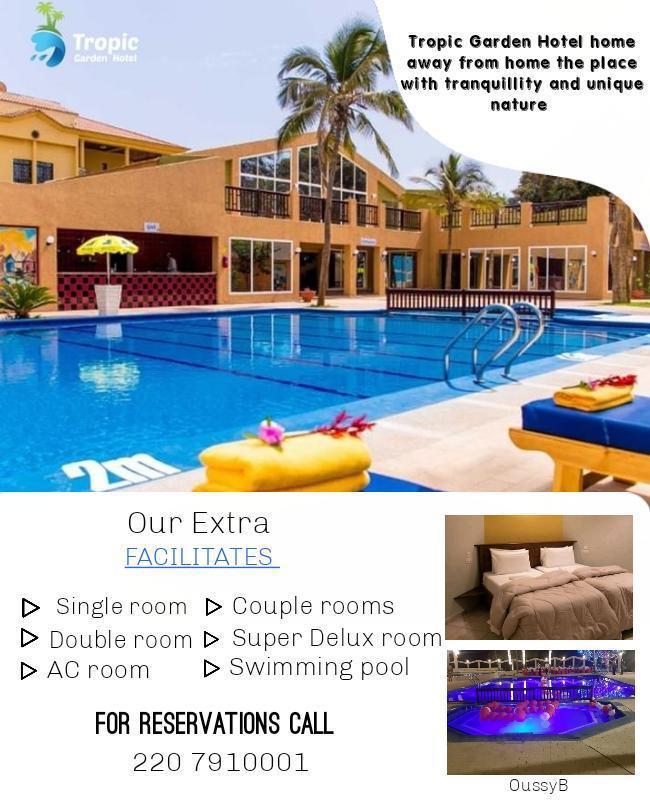 Tropic
Garden Hotel
Tropic Garden Hotel home
away from home the place
with tranquillity and unique
nature
2m
Our Extra
FACILITATES
Single room
Couple rooms
Double room
Super Delux room
AC room
Swimming pool
FOR RESERVATIONS CALL
220 7910001
OussyB